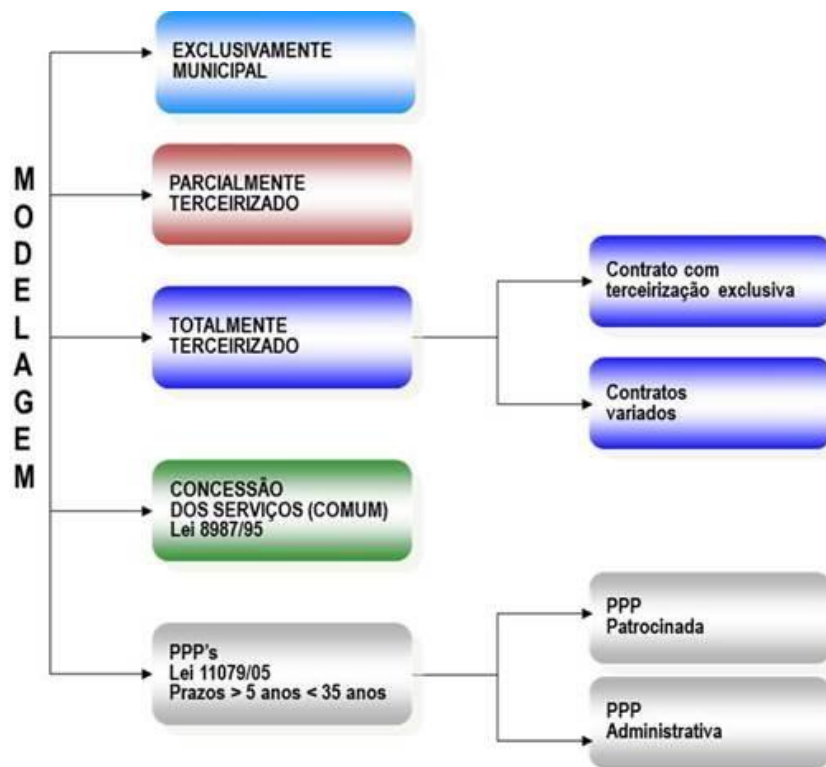 MODELAGEM
EXCLUSIVAMENTE
MUNICIPAL
PARCIALMENTE
TERCEIRIZADO
TOTALMENTE
TERCEIRIZADO
Contrato com
terceirização exclusiva
Contratos
variados
CONCESSÃO
DOS SERVIÇOS (COMUM)
Lei 8987/95
PPP's
Lei 11079/05
Prazos > 5 anos < 35 anos
PPP
Patrocinada
PPP
Administrativa